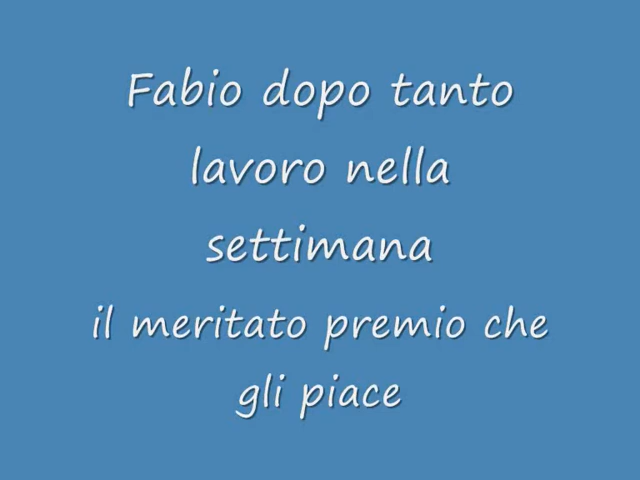 Fabio dopo tanto
lavoro nella
settimana
il meritato premio che
gli piace